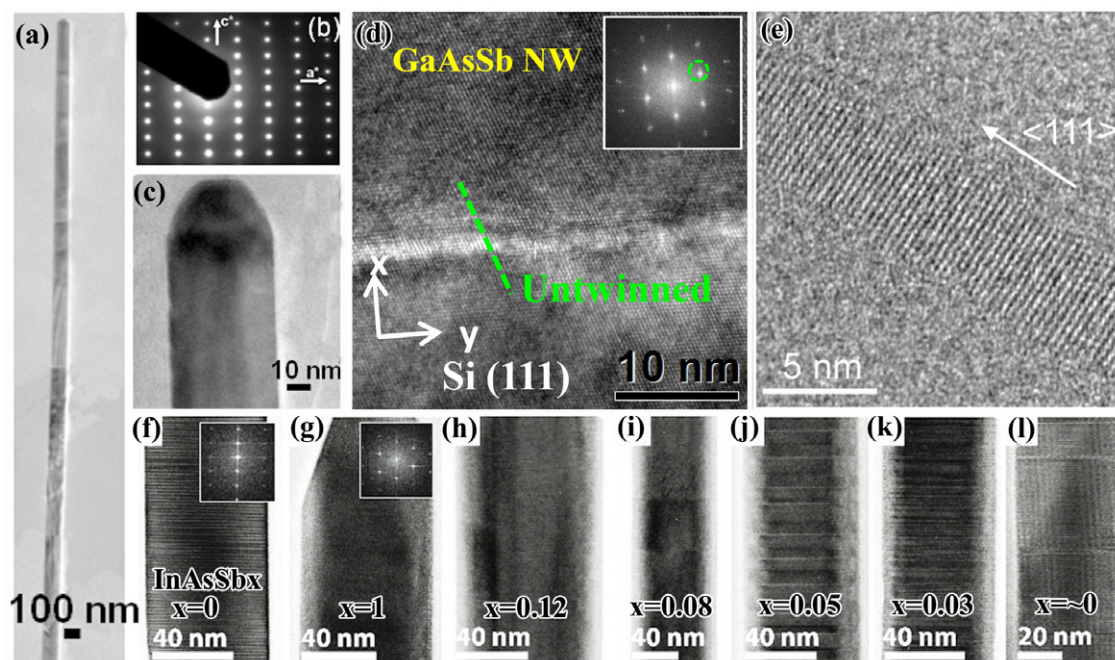 (a)
100 nm
(b)
c*
a*
(c)
10 nm
(d)
GaAsSb NW
Untwinned
x
y
Si (111)
10 nm
(e)
<111>
5 nm
(f)
InAsSbx
x=0
40 nm
(g)
x=1
40 nm
(h)
x=0.12
40 nm
(i)
x=0.08
40 nm
(j)
x=0.05
40 nm
(k)
x=0.03
40 nm
(l)
x=~0
20 nm